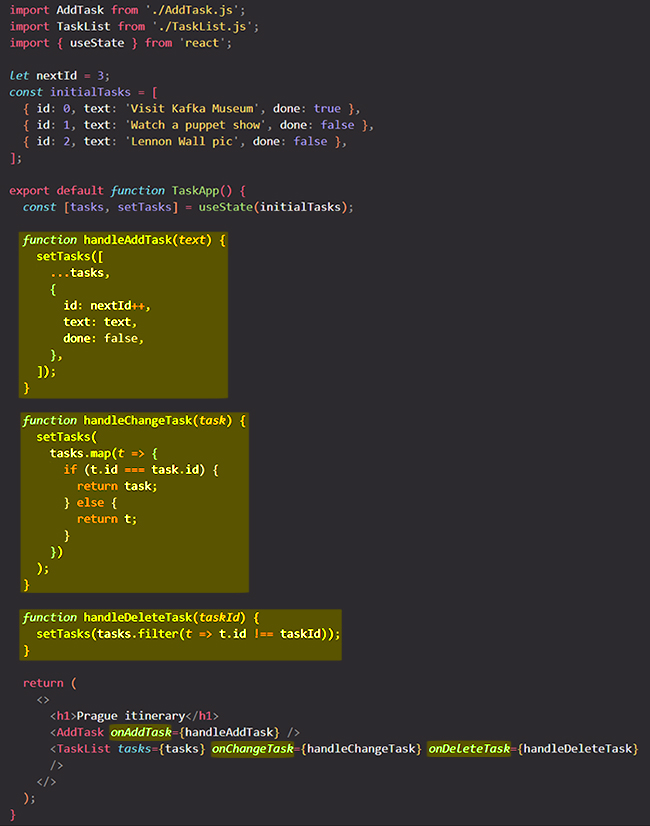 import AddTask from './AddTask.js';
import TaskList from './TaskList.js';
import { useState } from 'react';

let nextId = 3;
const initialTasks = [
  { id: 0, text: 'Visit Kafka Museum', done: true },
  { id: 1, text: 'Watch a puppet show', done: false },
  { id: 2, text: 'Lennon Wall pic', done: false },
];

export default function TaskApp() {
  const [tasks, setTasks] = useState(initialTasks);

  function handleAddTask(text) {
    setTasks([
      ...tasks,
      {
        id: nextId++,
        text: text,
        done: false,
      },
    ]);
  }

  function handleChangeTask(task) {
    setTasks(
      tasks.map(t => {
        if (t.id === task.id) {
          return task;
        } else {
          return t;
        }
      })
    );
  }

  function handleDeleteTask(taskId) {
    setTasks(tasks.filter(t => t.id !== taskId));
  }

  return (
    <>
      <h1>Prague itinerary</h1>
      <AddTask onAddTask={handleAddTask} />
      <TaskList tasks={tasks} onChangeTask={handleChangeTask} onDeleteTask={handleDeleteTask}
      />
    </>
  );
}